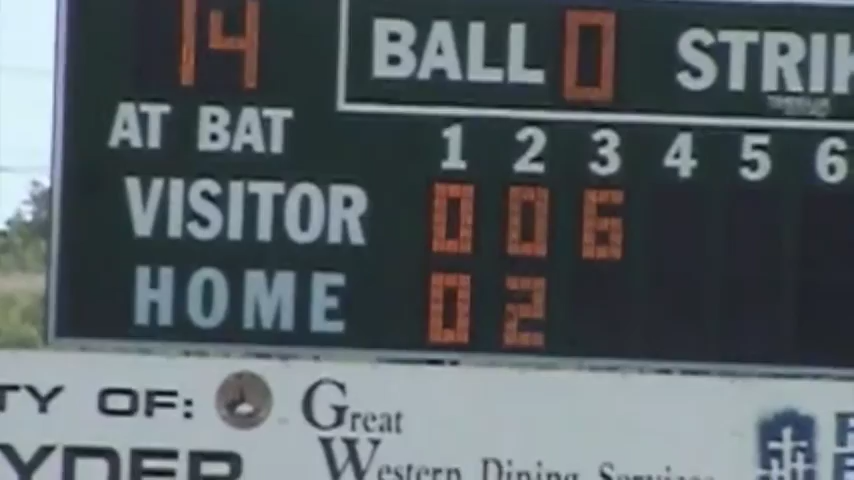 14 BALL 0 STRIK
AT BAT 1 2 3 4 5 6
VISITOR 0 0 6
HOME 0 2
TY OF: Great
YDER Western Dining Services